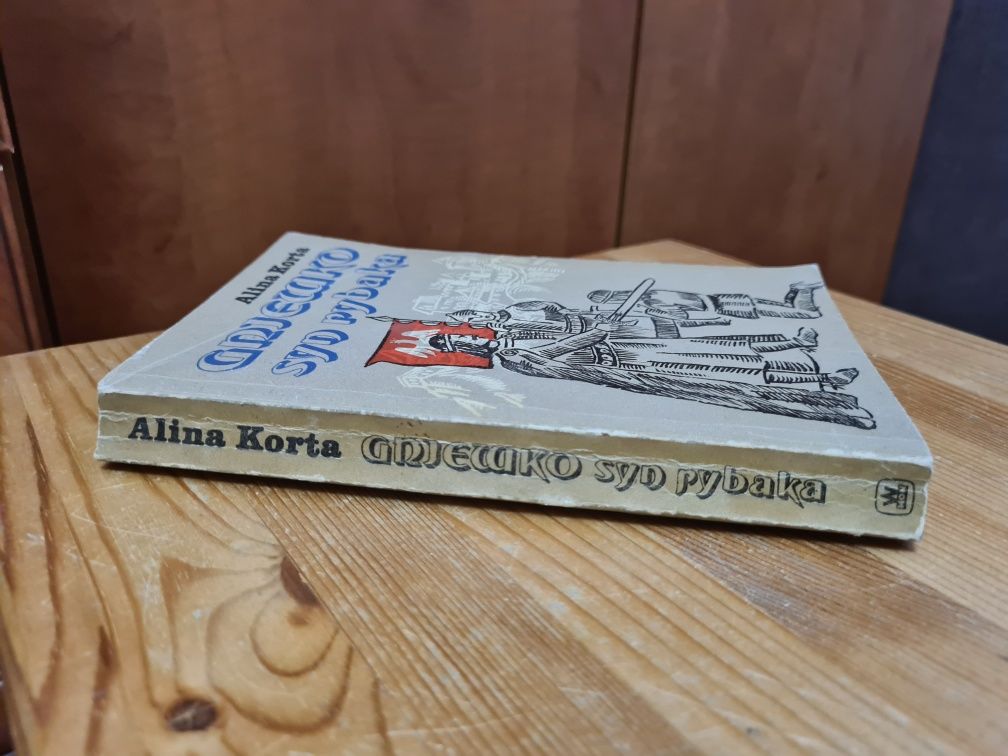 Alina Korta
GNIEWKO
syn rybaka
Alina Korta GNIEWKO syn rybaka